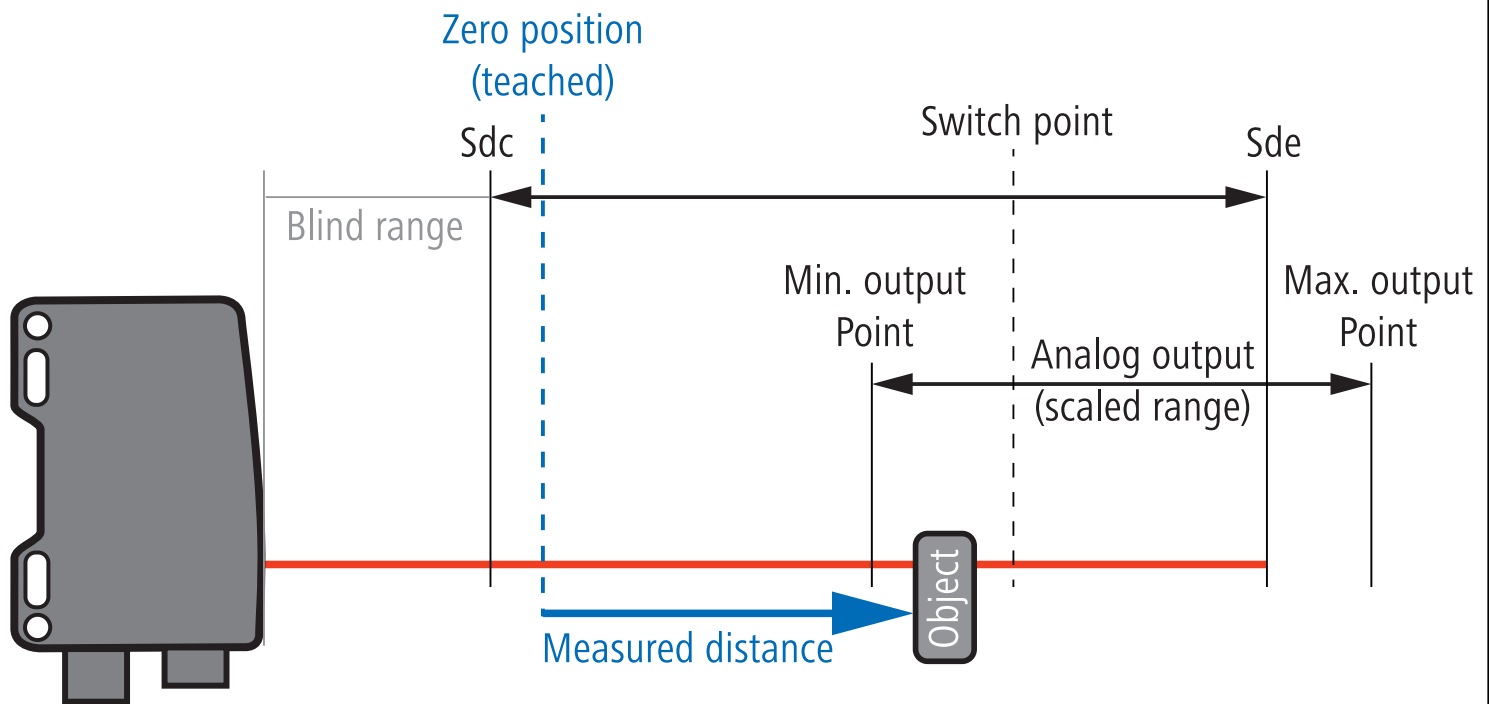 Zero position
(teached)
Sdc
Switch point
Sde
Blind range
Min. output
Point
Max. output
Point
Analog output
(scaled range)
Object
Measured distance